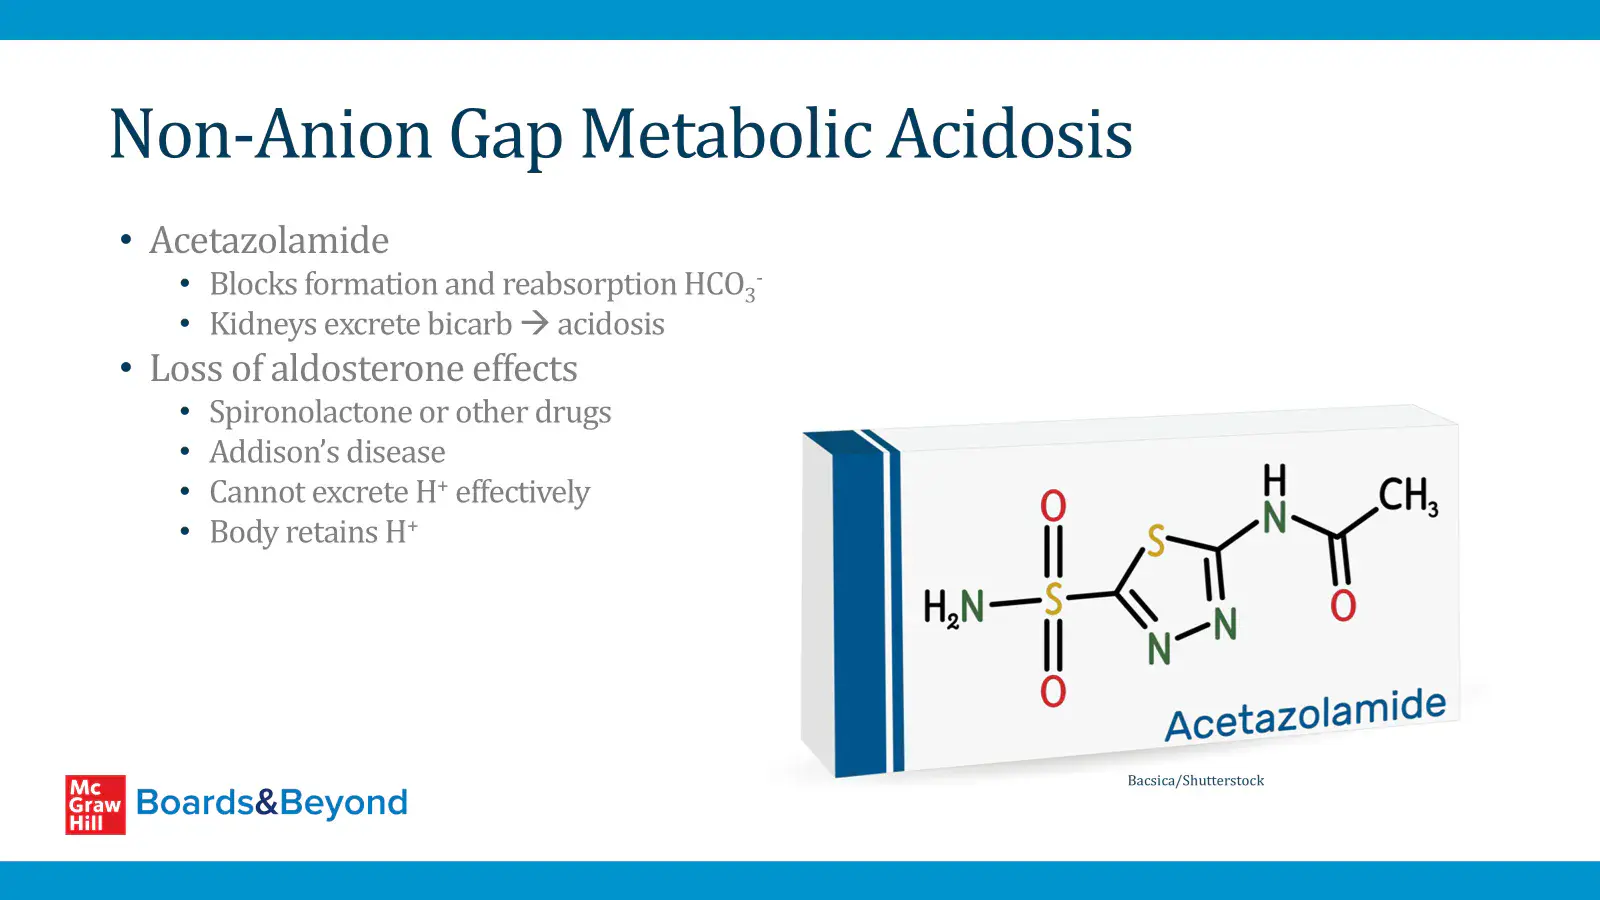 Non-Anion Gap Metabolic Acidosis
• Acetazolamide
• Blocks formation and reabsorption HCO₃⁻
• Kidneys excrete bicarb → acidosis
• Loss of aldosterone effects
• Spironolactone or other drugs
• Addison’s disease
• Cannot excrete H⁺ effectively
• Body retains H⁺
H
N
CH₃
O
S
O
H₂N
S
N
N
O
Acetazolamide
Bacsica/Shutterstock
Mc
Graw
Hill
Boards&Beyond